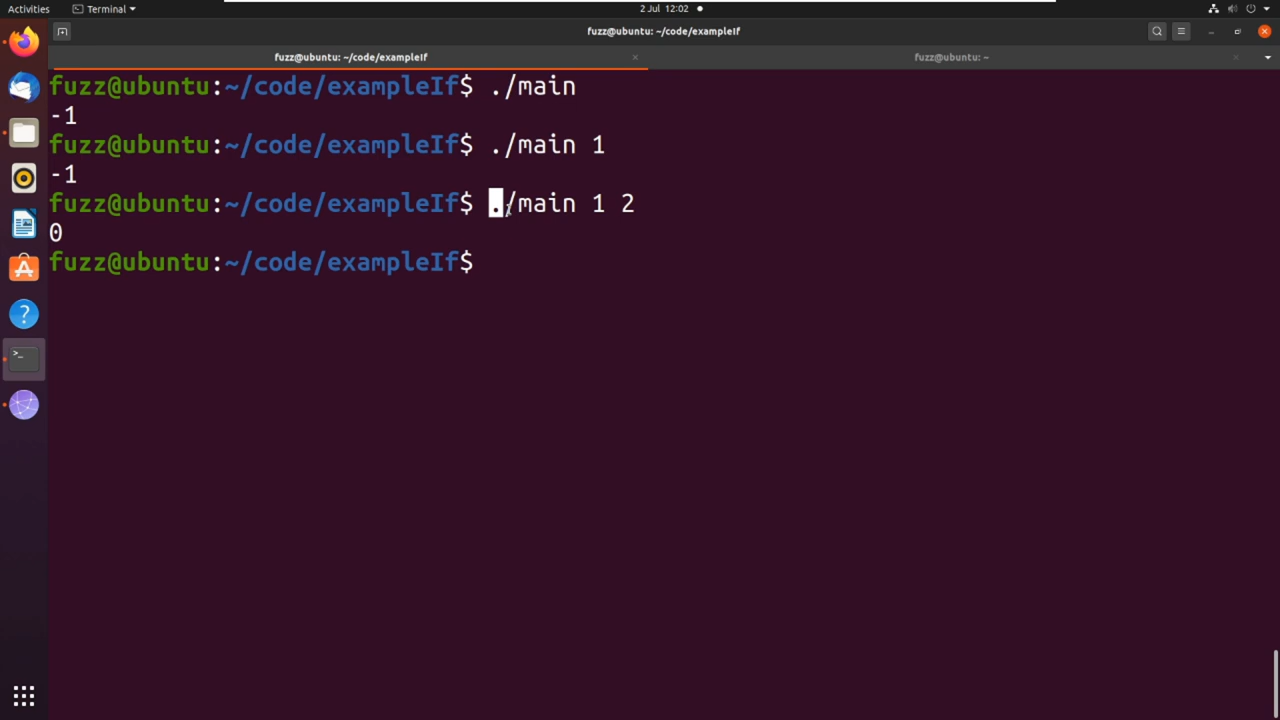 Activities
Terminal
2 Jul 12:02
fuzz@ubuntu: ~/code/exampleIf
fuzz@ubuntu: ~/code/exampleIf
fuzz@ubuntu: ~
fuzz@ubuntu:~/code/exampleIf$ ./main
-1
fuzz@ubuntu:~/code/exampleIf$ ./main 1
-1
fuzz@ubuntu:~/code/exampleIf$ ./main 1 2
0
fuzz@ubuntu:~/code/exampleIf$